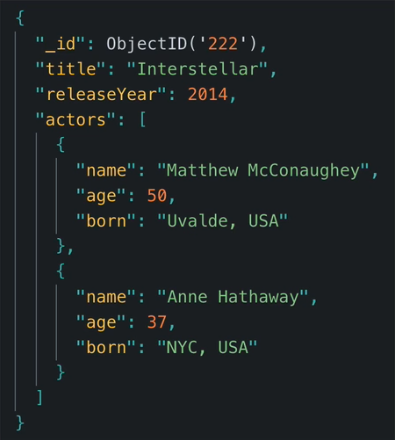 {
"_id": ObjectID('222'),
"title": "Interstellar",
"releaseYear": 2014,
"actors": [
{
"name": "Matthew McConaughey",
"age": 50,
"born": "Uvalde, USA"
},
{
"name": "Anne Hathaway",
"age": 37,
"born": "NYC, USA"
}
]
}